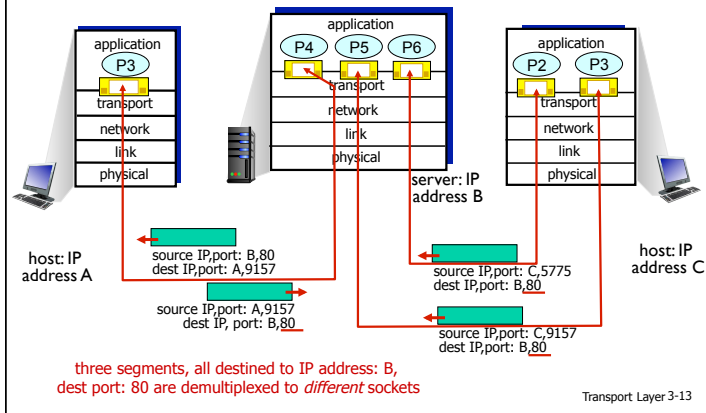 application
P3
transport
network
link
physical
application
P4 P5 P6
transport
network
link
physical
application
P2 P3
transport
network
link
physical
server: IP
address B
host: IP
address A
host: IP
address C
source IP,port: B,80
dest IP,port: A,9157
source IP,port: A,9157
dest IP, port: B,80
source IP,port: C,5775
dest IP,port: B,80
source IP,port: C,9157
dest IP,port: B,80
three segments, all destined to IP address: B,
dest port: 80 are demultiplexed to different sockets
Transport Layer 3-13